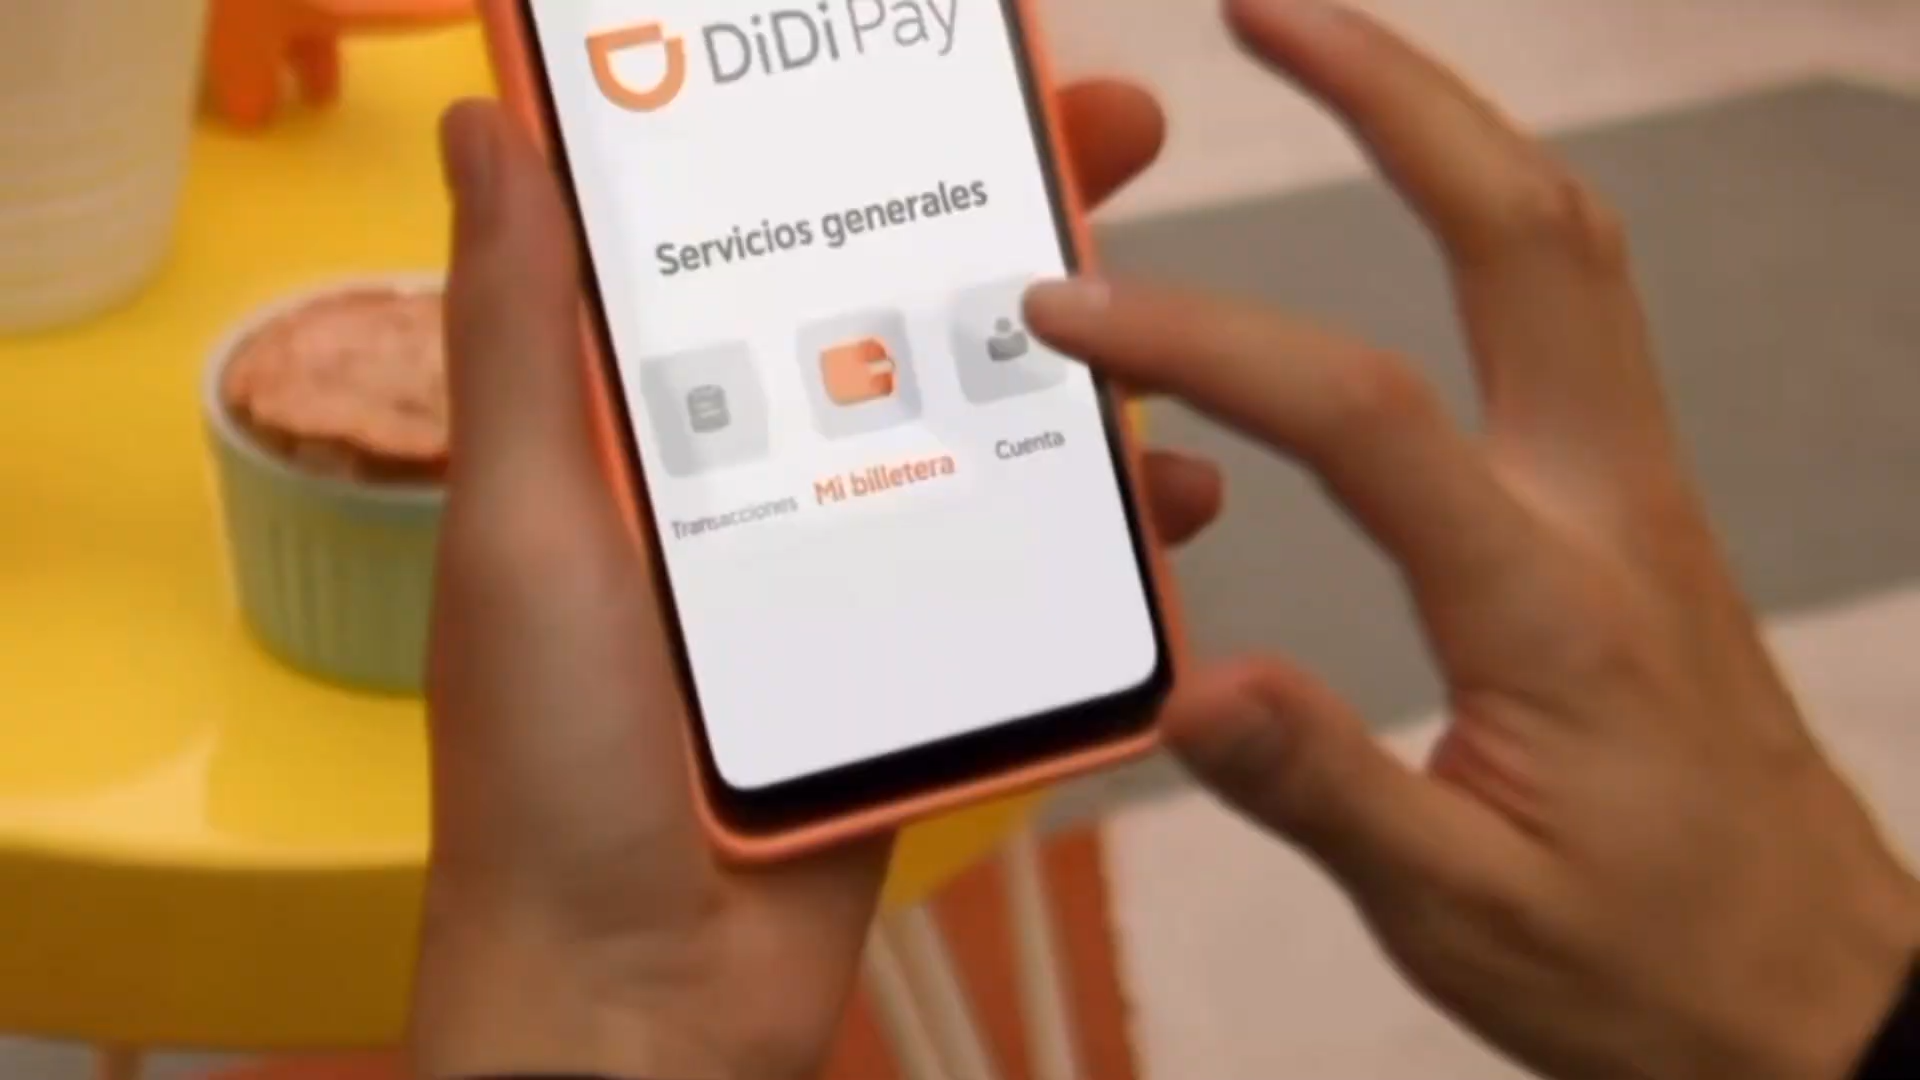 DiDi Pay
Servicios generales
Transacciones
Mi billetera
Cuenta